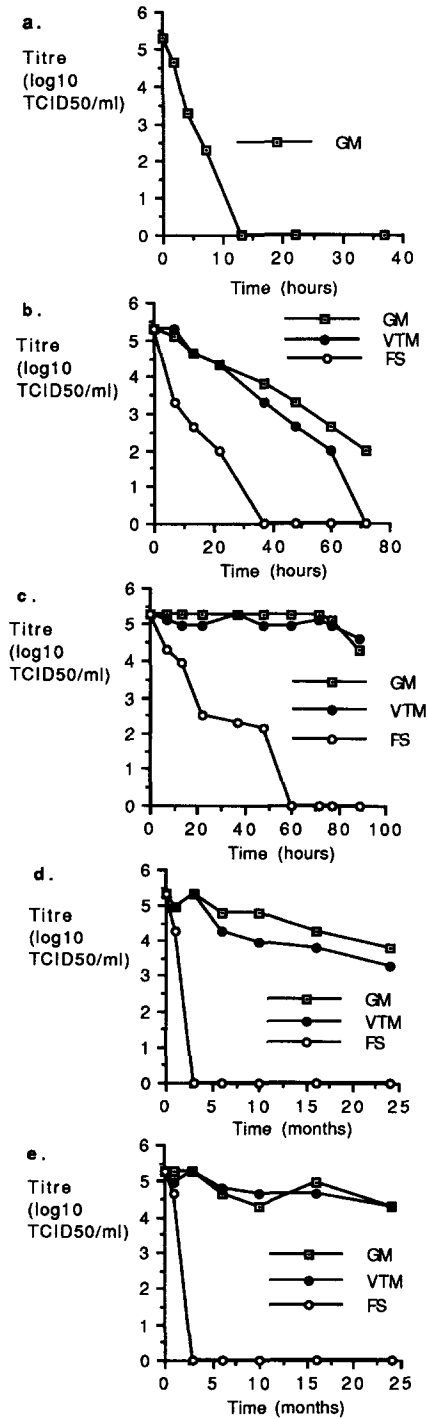 a.
Titre
(log10
TCID50/ml)
6
5
4
3
2
1
0
GM
0 10 20 30 40
Time (hours)
b.
Titre
(log10
TCID50/ml)
6
5
4
3
2
1
0
GM
VTM
FS
0 20 40 60 80
Time (hours)
c.
Titre
(log10
TCID50/ml)
6
5
4
3
2
1
0
GM
VTM
FS
0 20 40 60 80 100
Time (hours)
d.
Titre
(log10
TCID50/ml)
6
5
4
3
2
1
0
GM
VTM
FS
0 5 10 15 20 25
Time (months)
e.
Titre
(log10
TCID50/ml)
6
5
4
3
2
1
0
GM
VTM
FS
0 5 10 15 20 25
Time (months)